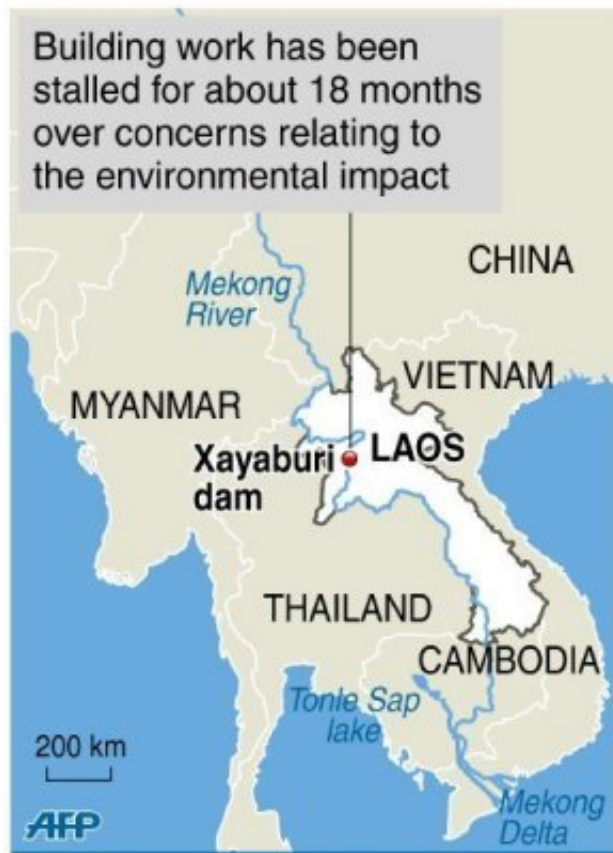 Building work has been
stalled for about 18 months
over concerns relating to
the environmental impact
CHINA
Mekong
River
VIETNAM
MYANMAR
LAOS
Xayaburi
dam
THAILAND
CAMBODIA
Tonle Sap
lake
200 km
Mekong
Delta
AFP